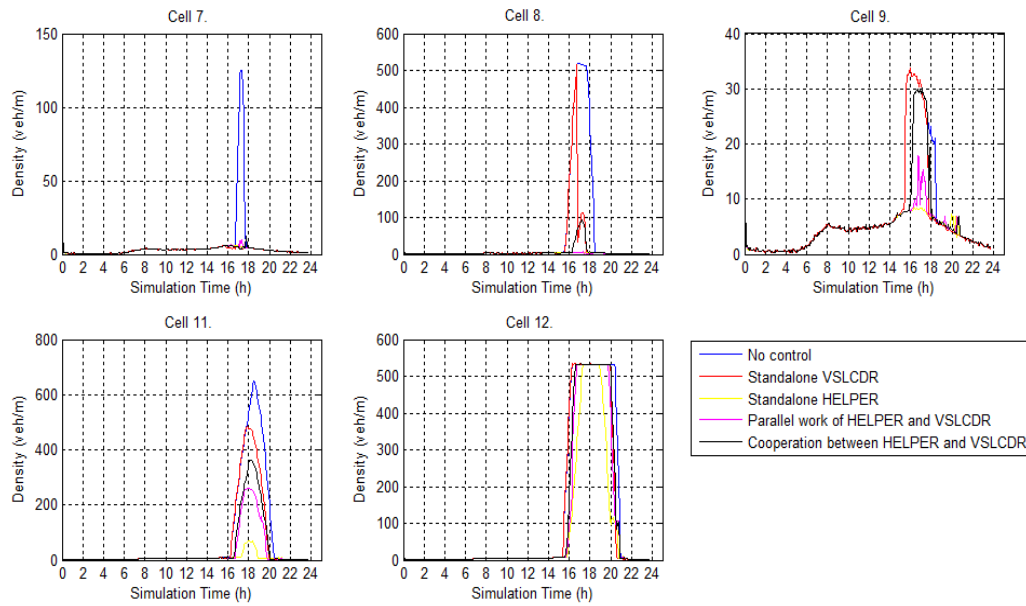 Cell 7.
Density (veh/m)
150
100
50
0
0 2 4 6 8 10 12 14 16 18 20 22 24
Simulation Time (h)
Cell 8.
Density (veh/m)
600
500
400
300
200
100
0
0 2 4 6 8 10 12 14 16 18 20 22 24
Simulation Time (h)
Cell 9.
Density (veh/m)
40
30
20
10
0
0 2 4 6 8 10 12 14 16 18 20 22 24
Simulation Time (h)
Cell 11.
Density (veh/m)
800
600
400
200
0
0 2 4 6 8 10 12 14 16 18 20 22 24
Simulation Time (h)
Cell 12.
Density (veh/m)
600
500
400
300
200
100
0
0 2 4 6 8 10 12 14 16 18 20 22 24
Simulation Time (h)
No control
Standalone VSLCDR
Standalone HELPER
Parallel work of HELPER and VSLCDR
Cooperation between HELPER and VSLCDR